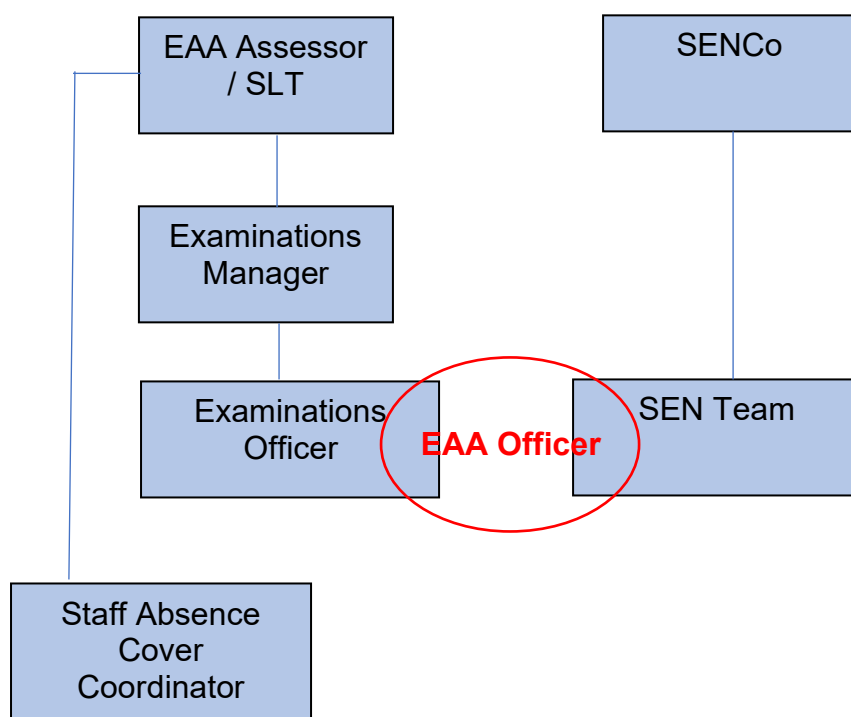 EAA Assessor
/ SLT
SENCo
Examinations
Manager
Examinations
Officer
EAA Officer
SEN Team
Staff Absence
Cover
Coordinator